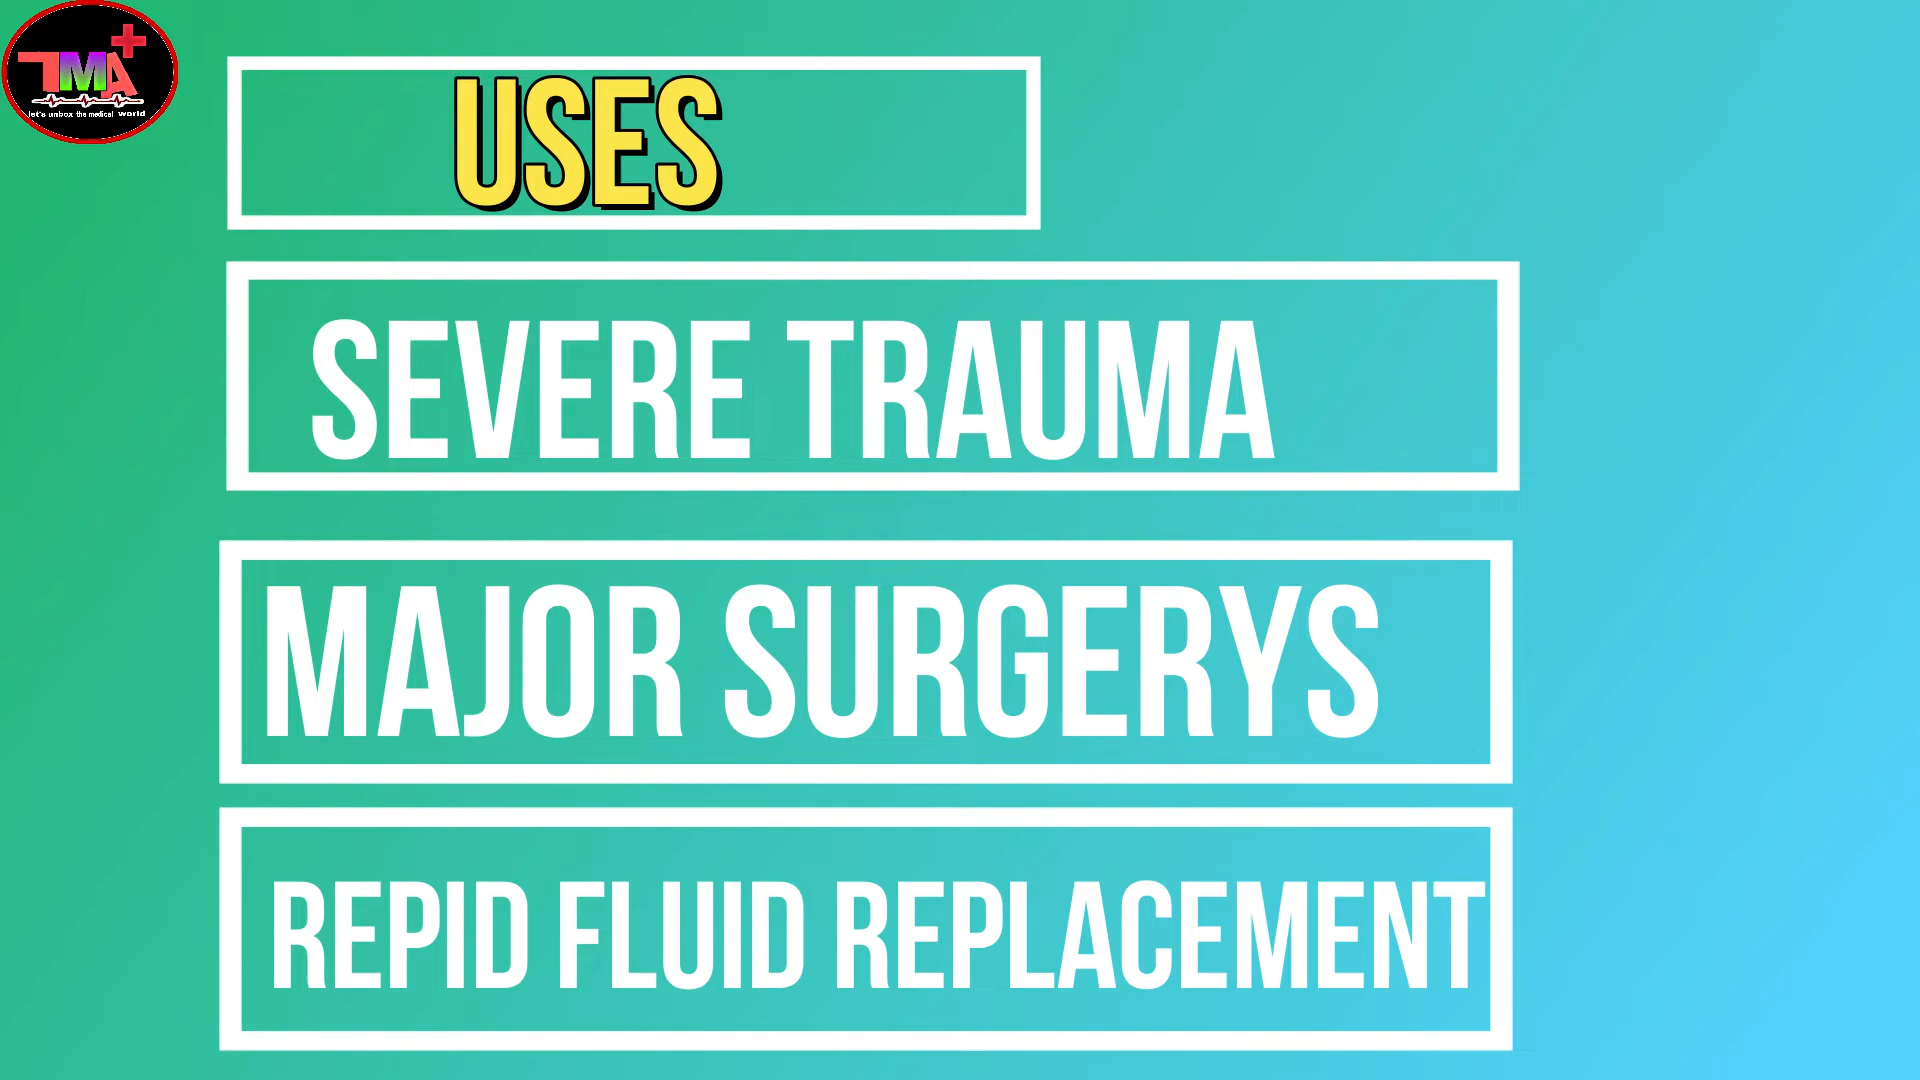 TMA
let's unbox the medical world
USES
SEVERE TRAUMA
MAJOR SURGERYS
REPID FLUID REPLACEMENT